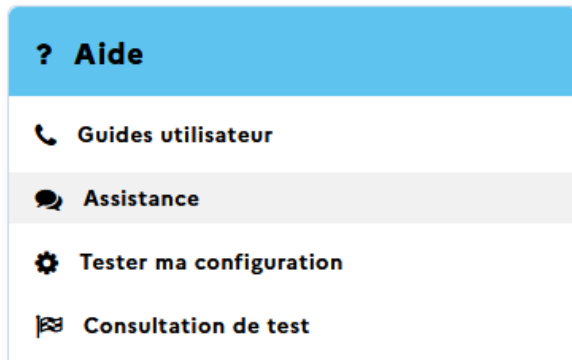 ? Aide
Guides utilisateur
Assistance
Tester ma configuration
Consultation de test